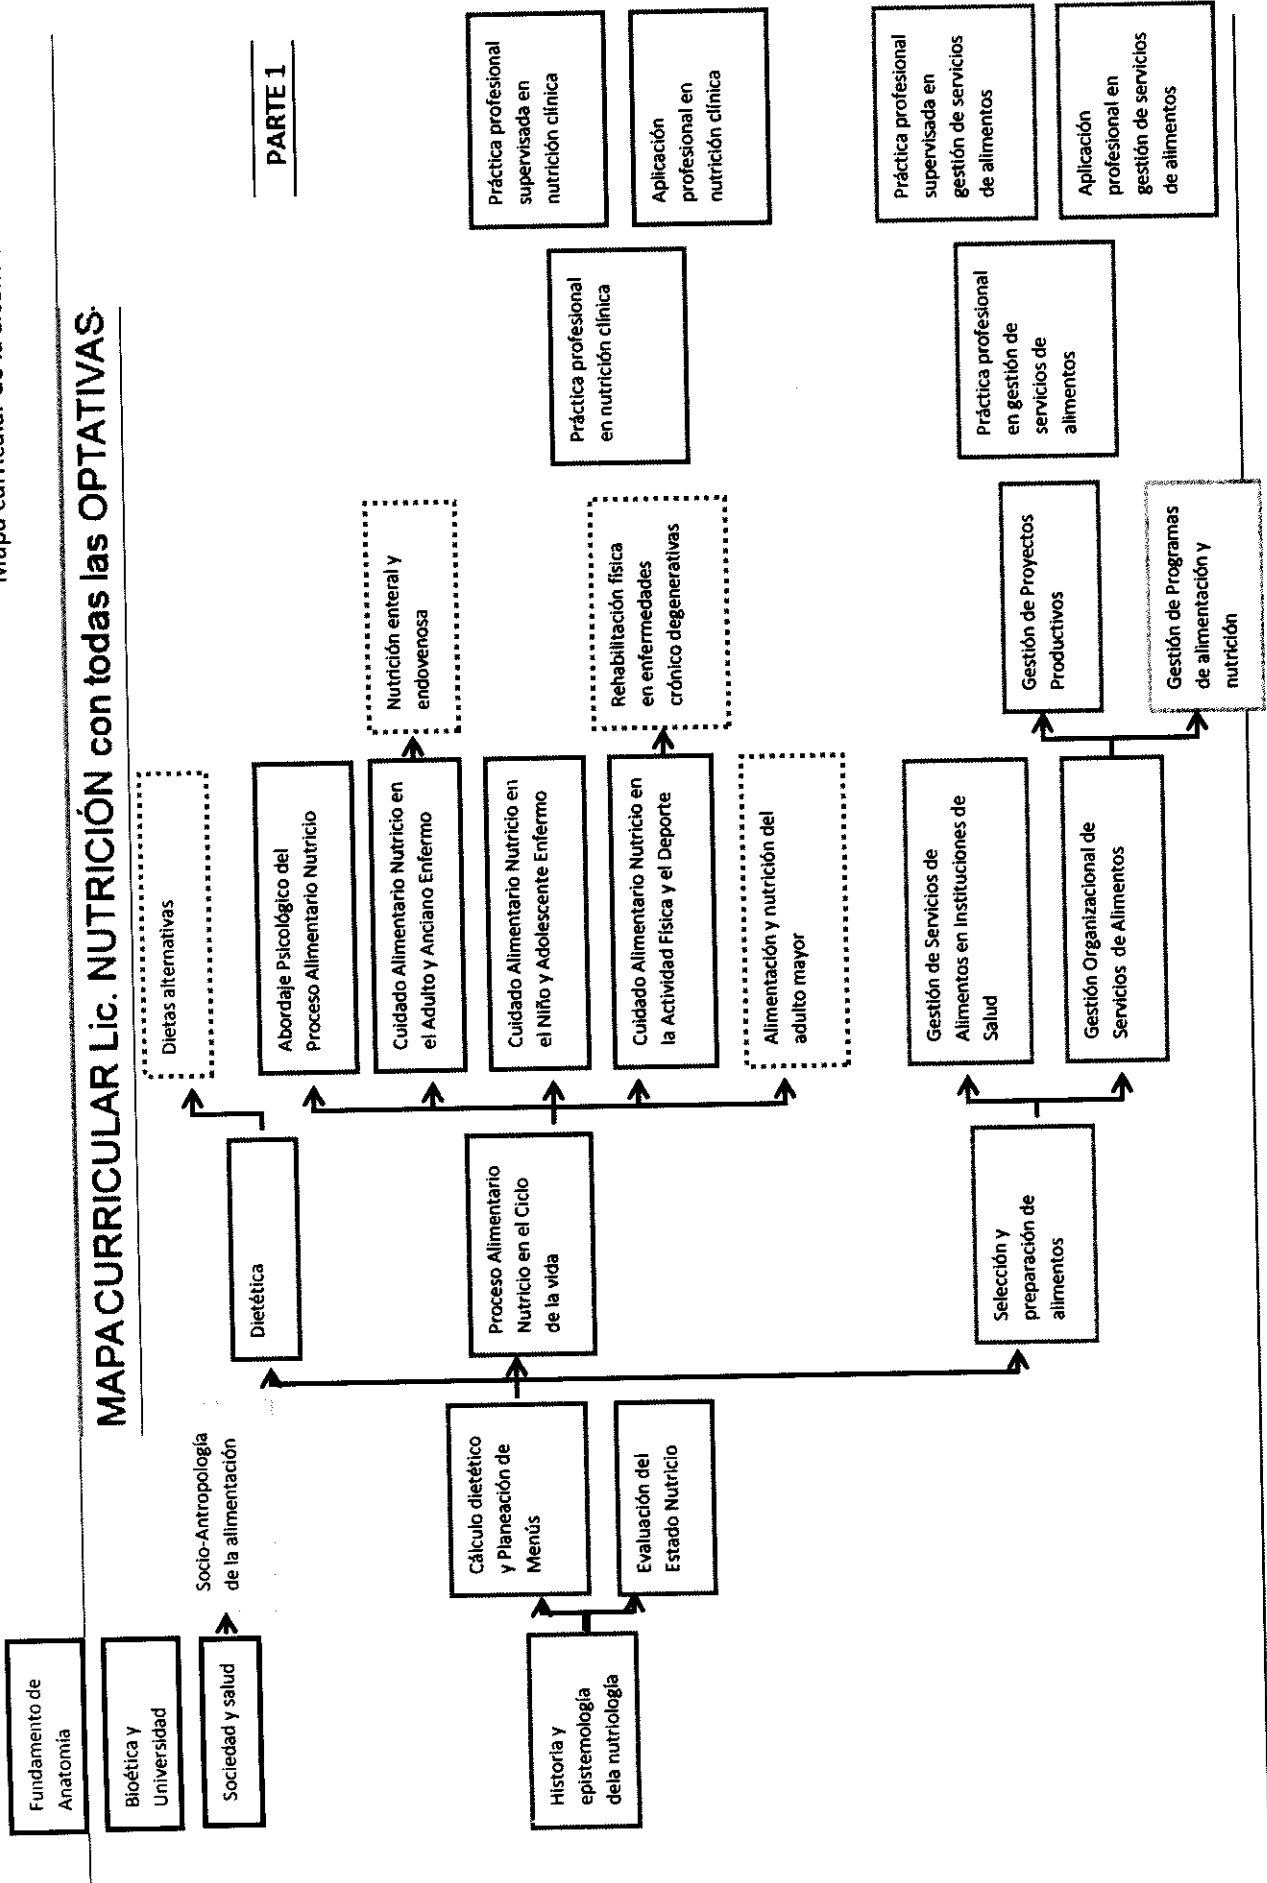 MAPA CURRICULAR Lic. NUTRICIÓN con todas las OPTATIVAS.
PARTE 1
Fundamento de
Anatomía
Bioética y
Universidad
Sociedad y salud
Socio-Antropología
de la alimentación
Historia y
epistemología
dela nutriología
Cálculo dietético
y Planeación de
Menús
Evaluación del
Estado Nutricio
Dietética
Proceso Alimentario
Nutricio en el Ciclo
de la vida
Selección y
preparación de
alimentos
Dietas alternativas
Abordaje Psicológico del
Proceso Alimentario Nutricio
Cuidado Alimentario Nutricio en
el Adulto y Anciano Enfermo
Cuidado Alimentario Nutricio en
el Niño y Adolescente Enfermo
Cuidado Alimentario Nutricio en
la Actividad Física y el Deporte
Alimentación y nutrición del
adulto mayor
Gestión de Servicios de
Alimentos en Instituciones de
Salud
Gestión Organizacional de
Servicios de Alimentos
Nutrición enteral y
endovenosa
Rehabilitación física
en enfermedades
crónico degenerativas
Gestión de Proyectos
Productivos
Gestión de Programas
de alimentación y
nutrición
Práctica profesional
en nutrición clínica
Práctica profesional
en gestión de
servicios de
alimentos
Práctica profesional
supervisada en
nutrición clínica
Aplicación
profesional en
nutrición clínica
Práctica profesional
supervisada en
gestión de servicios
de alimentos
Aplicación
profesional en
gestión de servicios
de alimentos